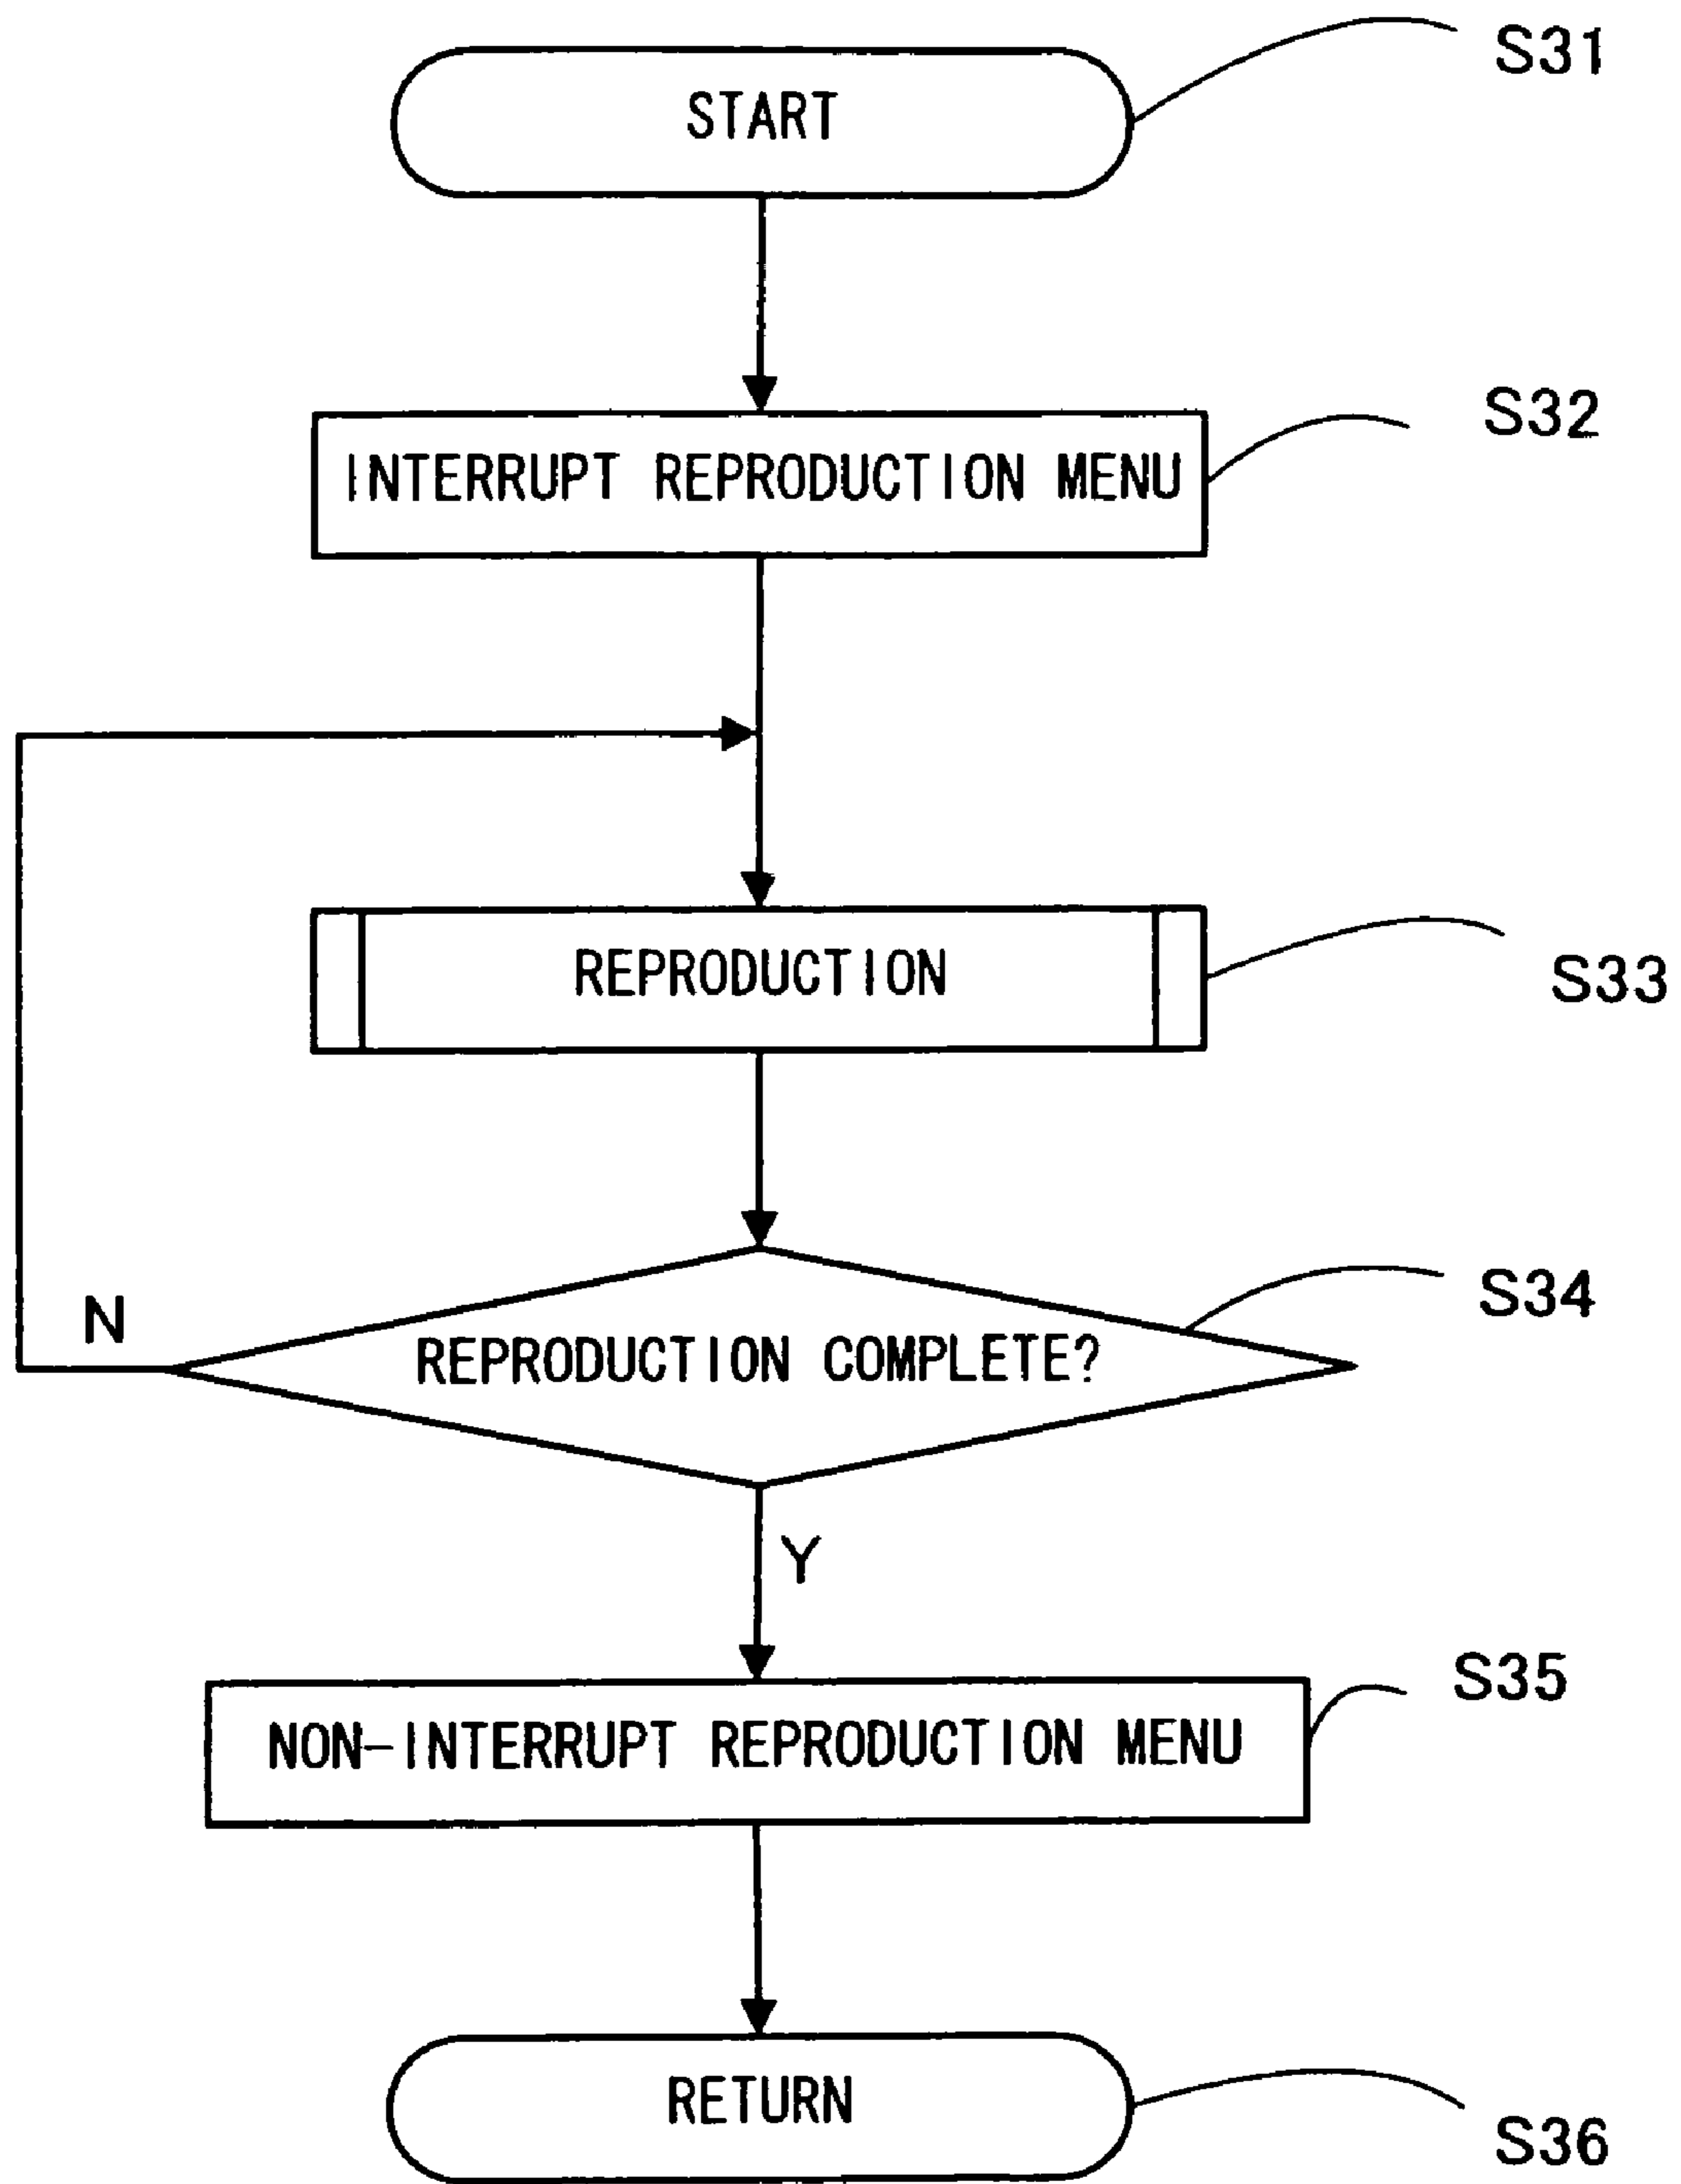 START
S31
INTERRUPT REPRODUCTION MENU
S32
REPRODUCTION
S33
REPRODUCTION COMPLETE?
S34
N
Y
NON-INTERRUPT REPRODUCTION MENU
S35
RETURN
S36